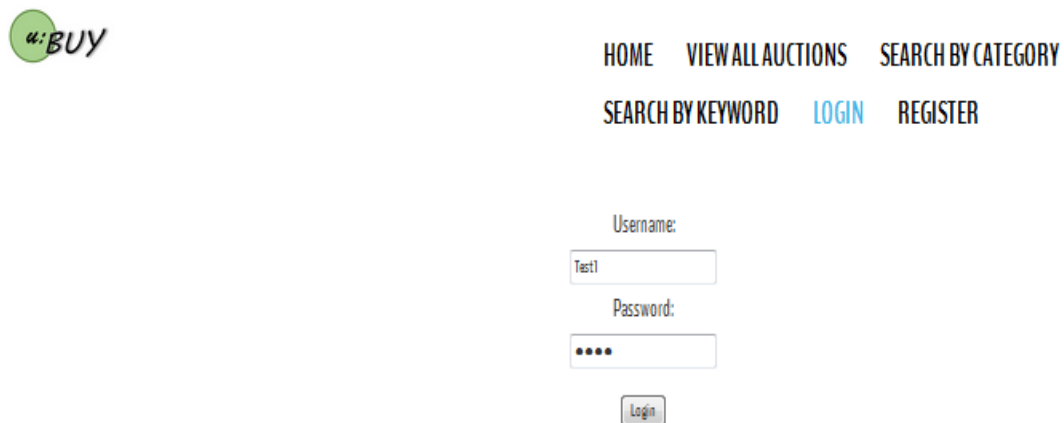 u:BUY
HOME VIEW ALL AUCTIONS SEARCH BY CATEGORY
SEARCH BY KEYWORD LOGIN REGISTER
Username:
Test1
Password:
••••
Login